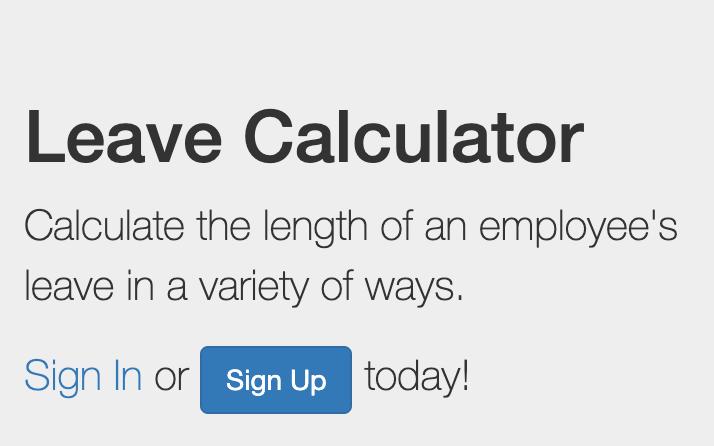 Leave Calculator
Calculate the length of an employee's
leave in a variety of ways.
Sign In or Sign Up today!